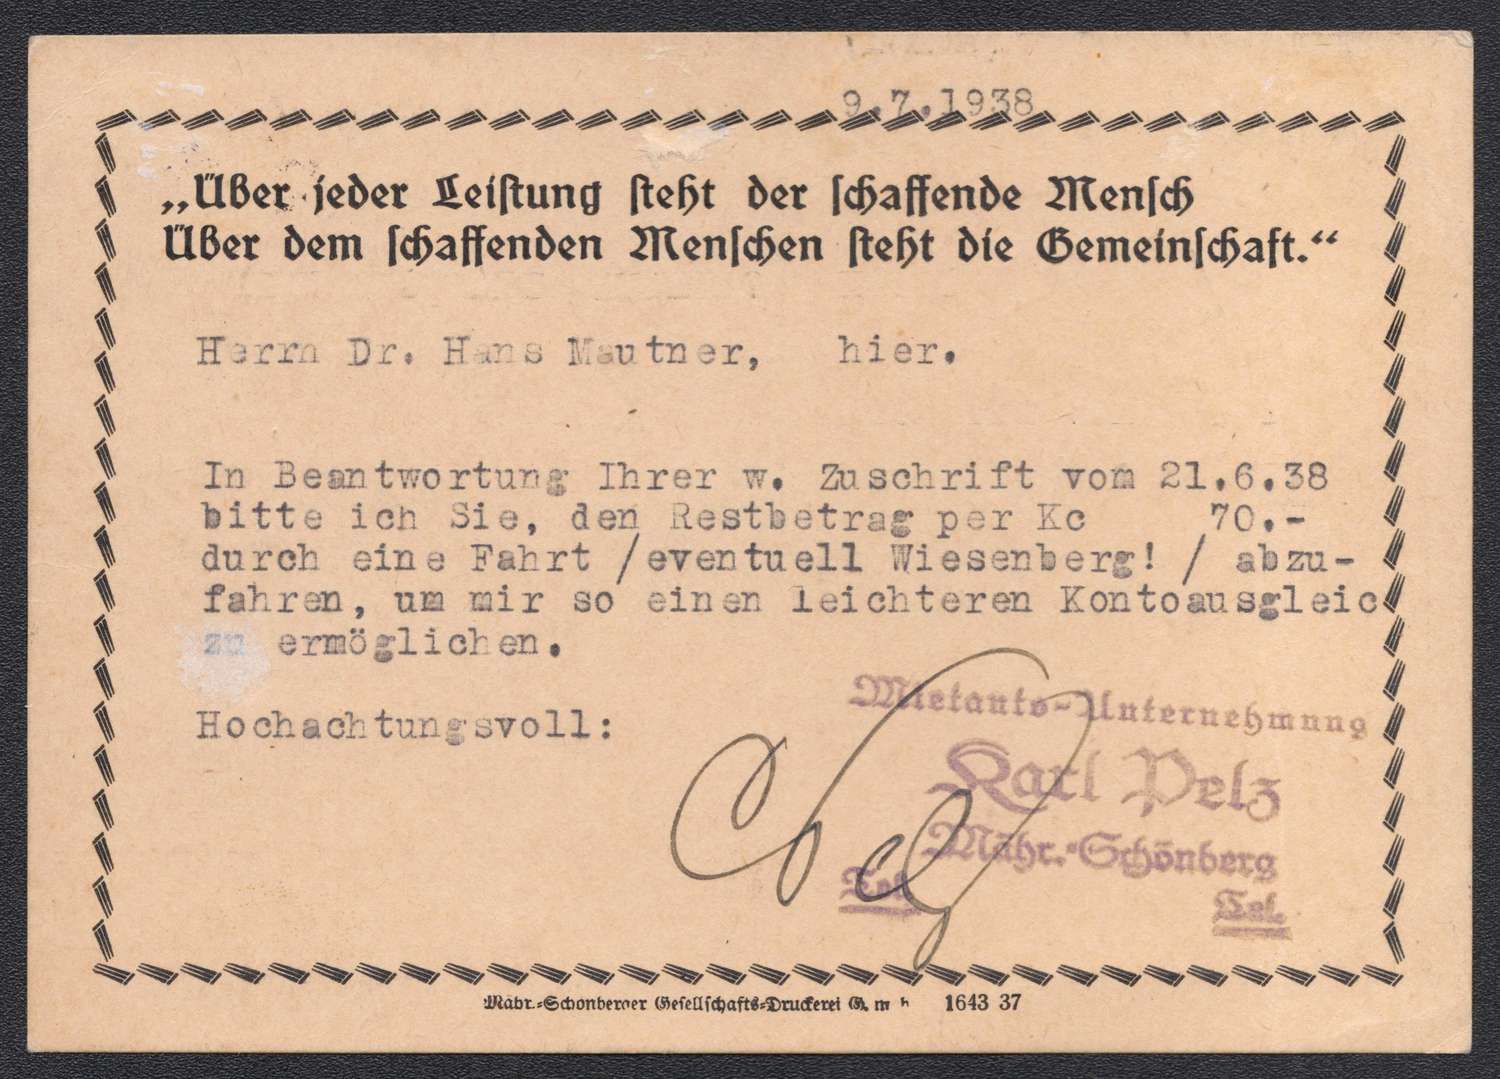 9.7.1938
„Über jeder Leistung steht der schaffende Mensch
Über dem schaffenden Menschen steht die Gemeinschaft.“
Herrn Dr. Hans Mautner, hier.
In Beantwortung Ihrer w. Zuschrift vom 21.6.38
bitte ich Sie, den Restbetrag per Kc 70.-
durch eine Fahrt /eventuell Wiesenberg! / abzu-
fahren, um mir so einen leichteren Kontoausgleic
zu ermöglichen.
Hochachtungsvoll:
Mietauto-Unternehmung
Karl Pelz
Mähr.-Schönberg
Tel. Tel.
Pelz
Mähr.-Schönberger Gesellschafts-Druckerei G. m b 1643 37